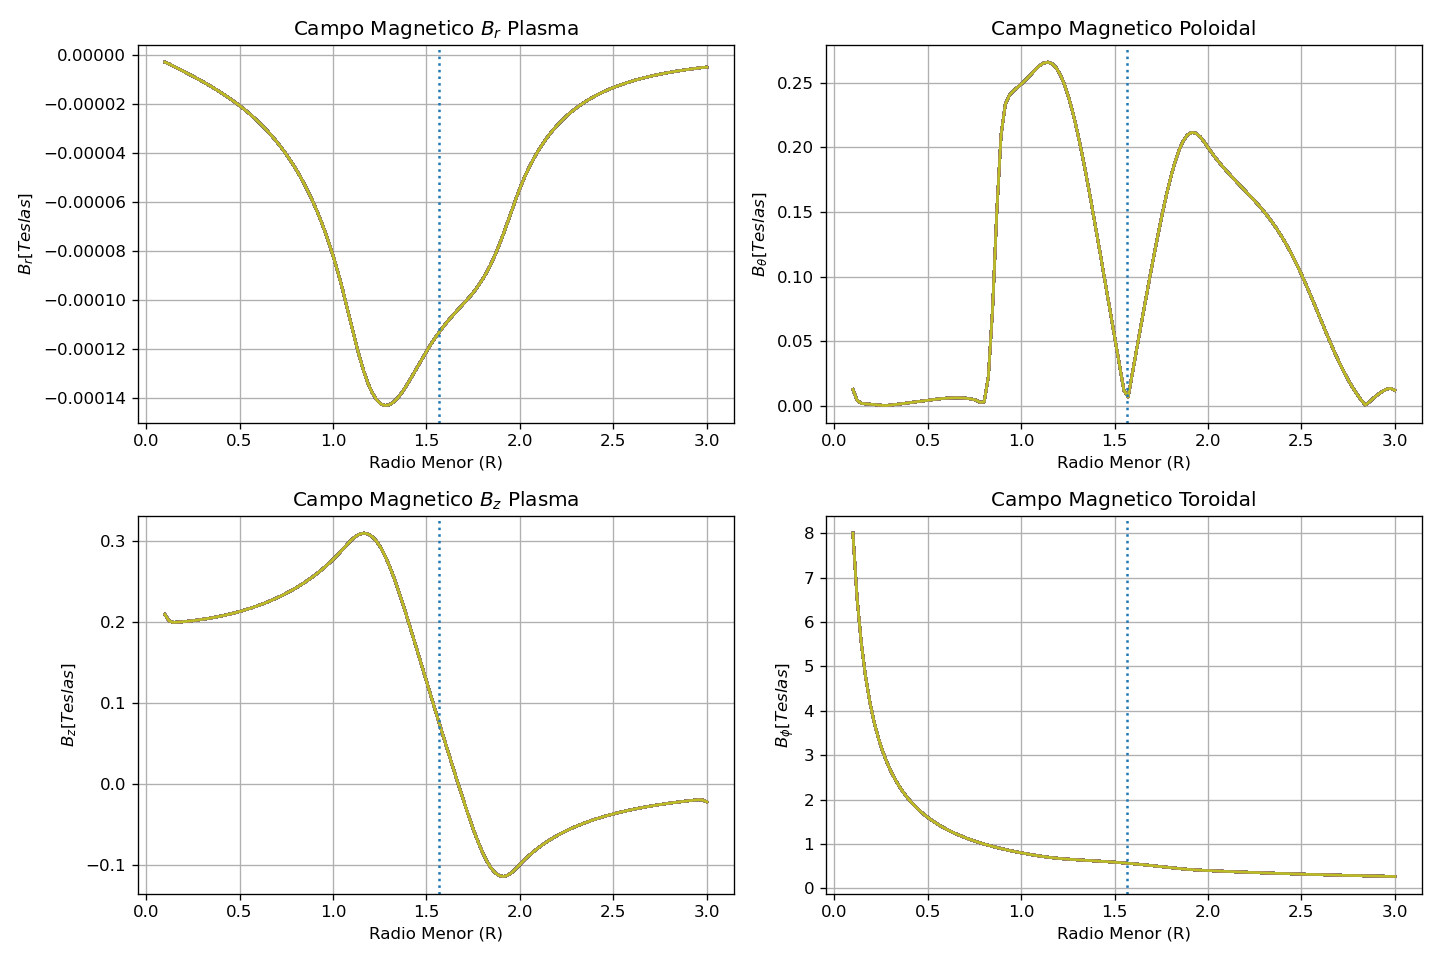 Campo Magnetico $B_r$ Plasma
0.00000
−0.00002
−0.00004
−0.00006
−0.00008
−0.00010
−0.00012
−0.00014
$B_r[Teslas]$
0.0 0.5 1.0 1.5 2.0 2.5 3.0
Radio Menor (R)
Campo Magnetico Poloidal
0.25
0.20
0.15
0.10
0.05
0.00
$B_\theta[Teslas]$
0.0 0.5 1.0 1.5 2.0 2.5 3.0
Radio Menor (R)
Campo Magnetico $B_z$ Plasma
0.3
0.2
0.1
0.0
−0.1
$B_z[Teslas]$
0.0 0.5 1.0 1.5 2.0 2.5 3.0
Radio Menor (R)
Campo Magnetico Toroidal
8
7
6
5
4
3
2
1
0
$B_\phi[Teslas]$
0.0 0.5 1.0 1.5 2.0 2.5 3.0
Radio Menor (R)